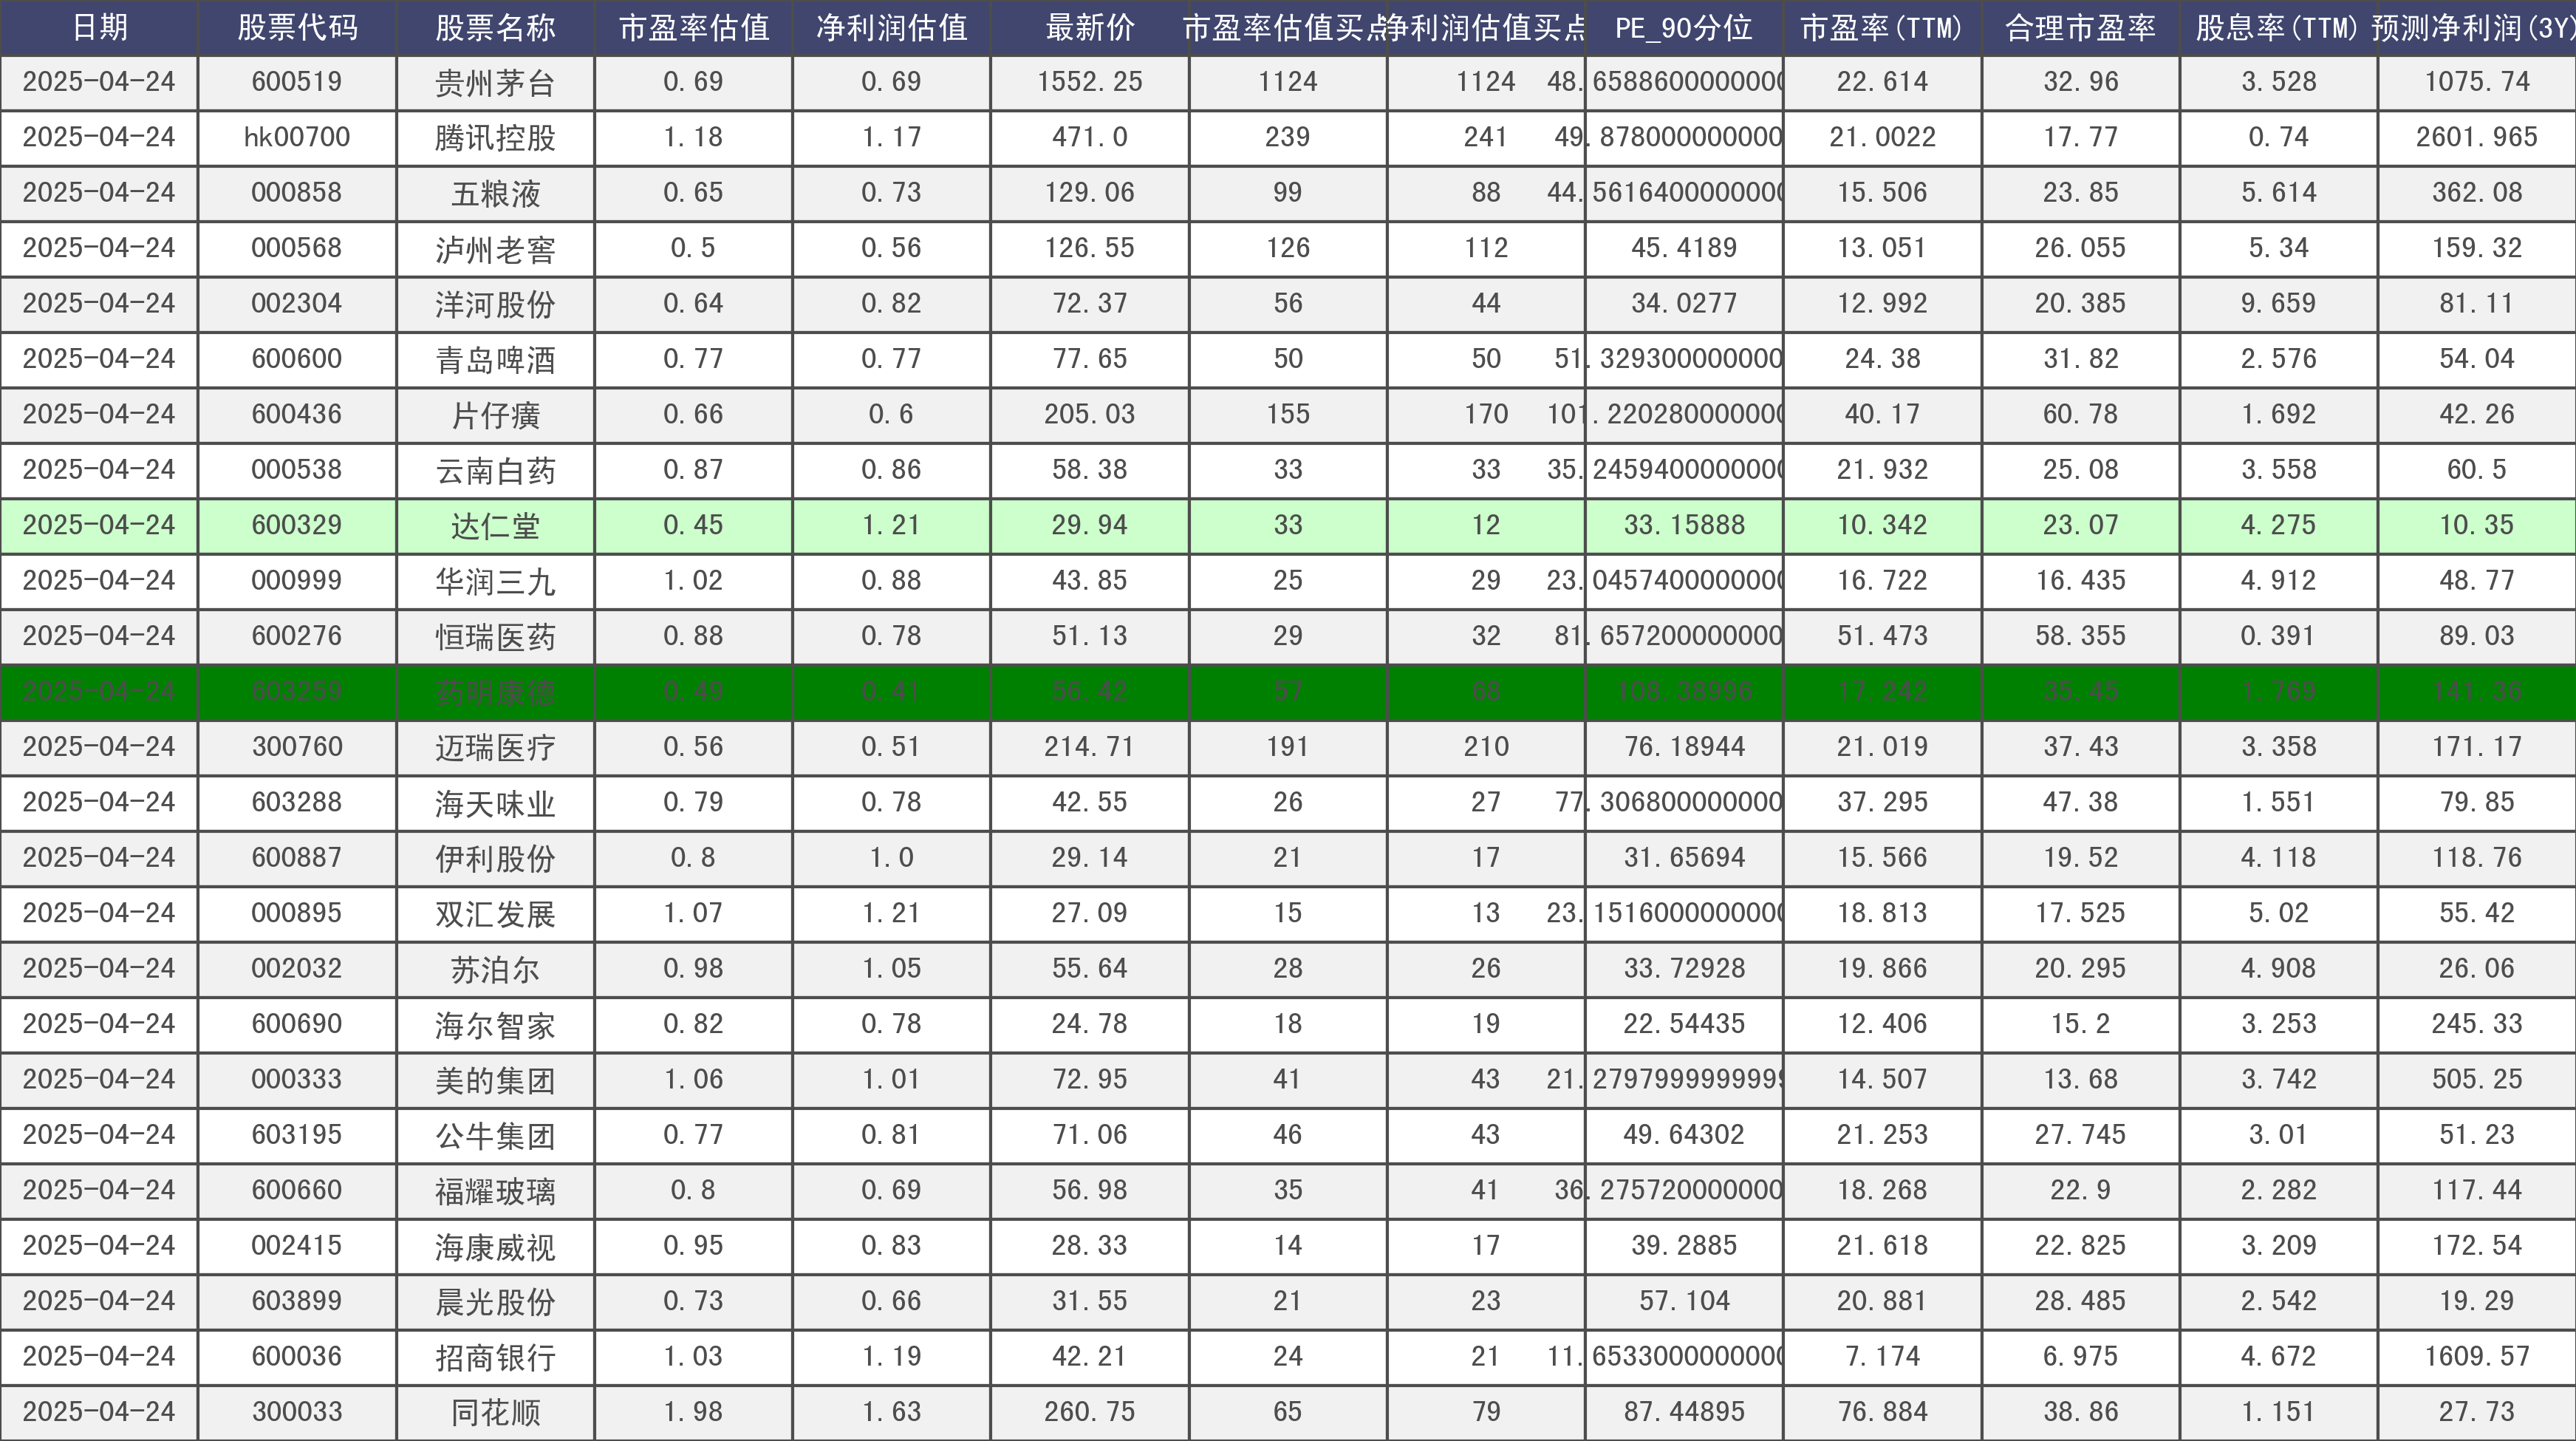 日期 股票代码 股票名称 市盈率估值 净利润估值 最新价 市盈率估值买点 净利润估值买点 PE_90分位 市盈率(TTM) 合理市盈率 股息率(TTM) 预测净利润(3Y)
2025-04-24 600519 贵州茅台 0.69 0.69 1552.25 1124 1124 48.6588600000000 22.614 32.96 3.528 1075.74
2025-04-24 hk00700 腾讯控股 1.18 1.17 471.0 239 241 49.878000000000 21.0022 17.77 0.74 2601.965
2025-04-24 000858 五粮液 0.65 0.73 129.06 99 88 44.5616400000000 15.506 23.85 5.614 362.08
2025-04-24 000568 泸州老窖 0.5 0.56 126.55 126 112 45.4189 13.051 26.055 5.34 159.32
2025-04-24 002304 洋河股份 0.64 0.82 72.37 56 44 34.0277 12.992 20.385 9.659 81.11
2025-04-24 600600 青岛啤酒 0.77 0.77 77.65 50 50 51.329300000000 24.38 31.82 2.576 54.04
2025-04-24 600436 片仔癀 0.66 0.6 205.03 155 170 101.220280000000 40.17 60.78 1.692 42.26
2025-04-24 000538 云南白药 0.87 0.86 58.38 33 33 35.2459400000000 21.932 25.08 3.558 60.5
2025-04-24 600329 达仁堂 0.45 1.21 29.94 33 12 33.15888 10.342 23.07 4.275 10.35
2025-04-24 000999 华润三九 1.02 0.88 43.85 25 29 23.0457400000000 16.722 16.435 4.912 48.77
2025-04-24 600276 恒瑞医药 0.88 0.78 51.13 29 32 81.657200000000 51.473 58.355 0.391 89.03
2025-04-24 603259 药明康德 0.49 0.41 56.42 57 68 108.38996 17.242 35.45 1.769 141.36
2025-04-24 300760 迈瑞医疗 0.56 0.51 214.71 191 210 76.18944 21.019 37.43 3.358 171.17
2025-04-24 603288 海天味业 0.79 0.78 42.55 26 27 77.306800000000 37.295 47.38 1.551 79.85
2025-04-24 600887 伊利股份 0.8 1.0 29.14 21 17 31.65694 15.566 19.52 4.118 118.76
2025-04-24 000895 双汇发展 1.07 1.21 27.09 15 13 23.1516000000000 18.813 17.525 5.02 55.42
2025-04-24 002032 苏泊尔 0.98 1.05 55.64 28 26 33.72928 19.866 20.295 4.908 26.06
2025-04-24 600690 海尔智家 0.82 0.78 24.78 18 19 22.54435 12.406 15.2 3.253 245.33
2025-04-24 000333 美的集团 1.06 1.01 72.95 41 43 21.2797999999999 14.507 13.68 3.742 505.25
2025-04-24 603195 公牛集团 0.77 0.81 71.06 46 43 49.64302 21.253 27.745 3.01 51.23
2025-04-24 600660 福耀玻璃 0.8 0.69 56.98 35 41 36.275720000000 18.268 22.9 2.282 117.44
2025-04-24 002415 海康威视 0.95 0.83 28.33 14 17 39.2885 21.618 22.825 3.209 172.54
2025-04-24 603899 晨光股份 0.73 0.66 31.55 21 23 57.104 20.881 28.485 2.542 19.29
2025-04-24 600036 招商银行 1.03 1.19 42.21 24 21 11.6533000000000 7.174 6.975 4.672 1609.57
2025-04-24 300033 同花顺 1.98 1.63 260.75 65 79 87.44895 76.884 38.86 1.151 27.73